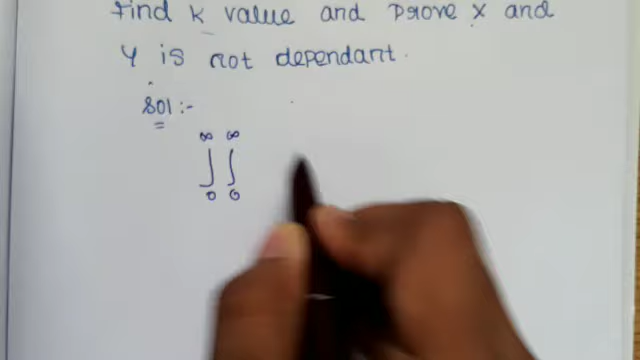 Find K value and prove X and
Y is not dependant.
Sol :-
∞ ∞
∫ ∫
0 0